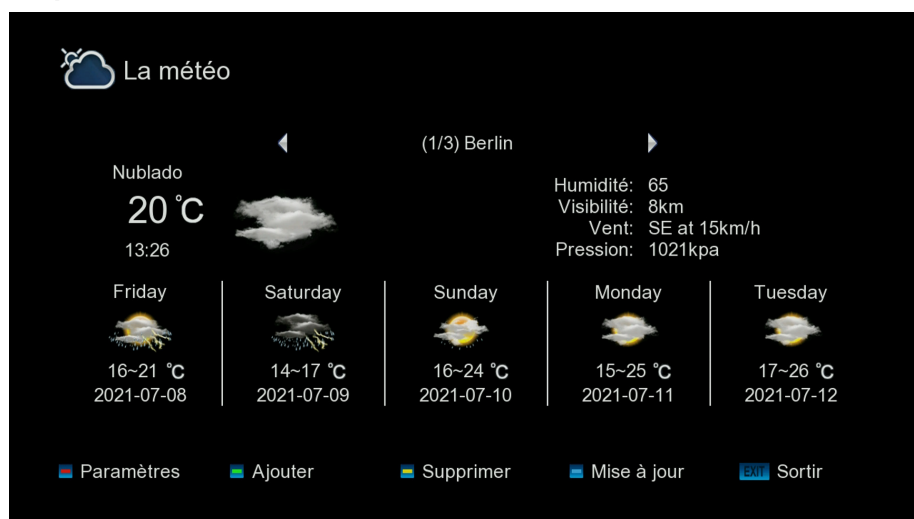 La météo
(1/3) Berlin
Nublado
20 °C
13:26
Humidité: 65
Visibilité: 8km
Vent: SE at 15km/h
Pression: 1021kpa
Friday Saturday Sunday Monday Tuesday
16~21 °C 14~17 °C 16~24 °C 15~25 °C 17~26 °C
2021-07-08 2021-07-09 2021-07-10 2021-07-11 2021-07-12
Paramètres Ajouter Supprimer Mise à jour EXIT Sortir